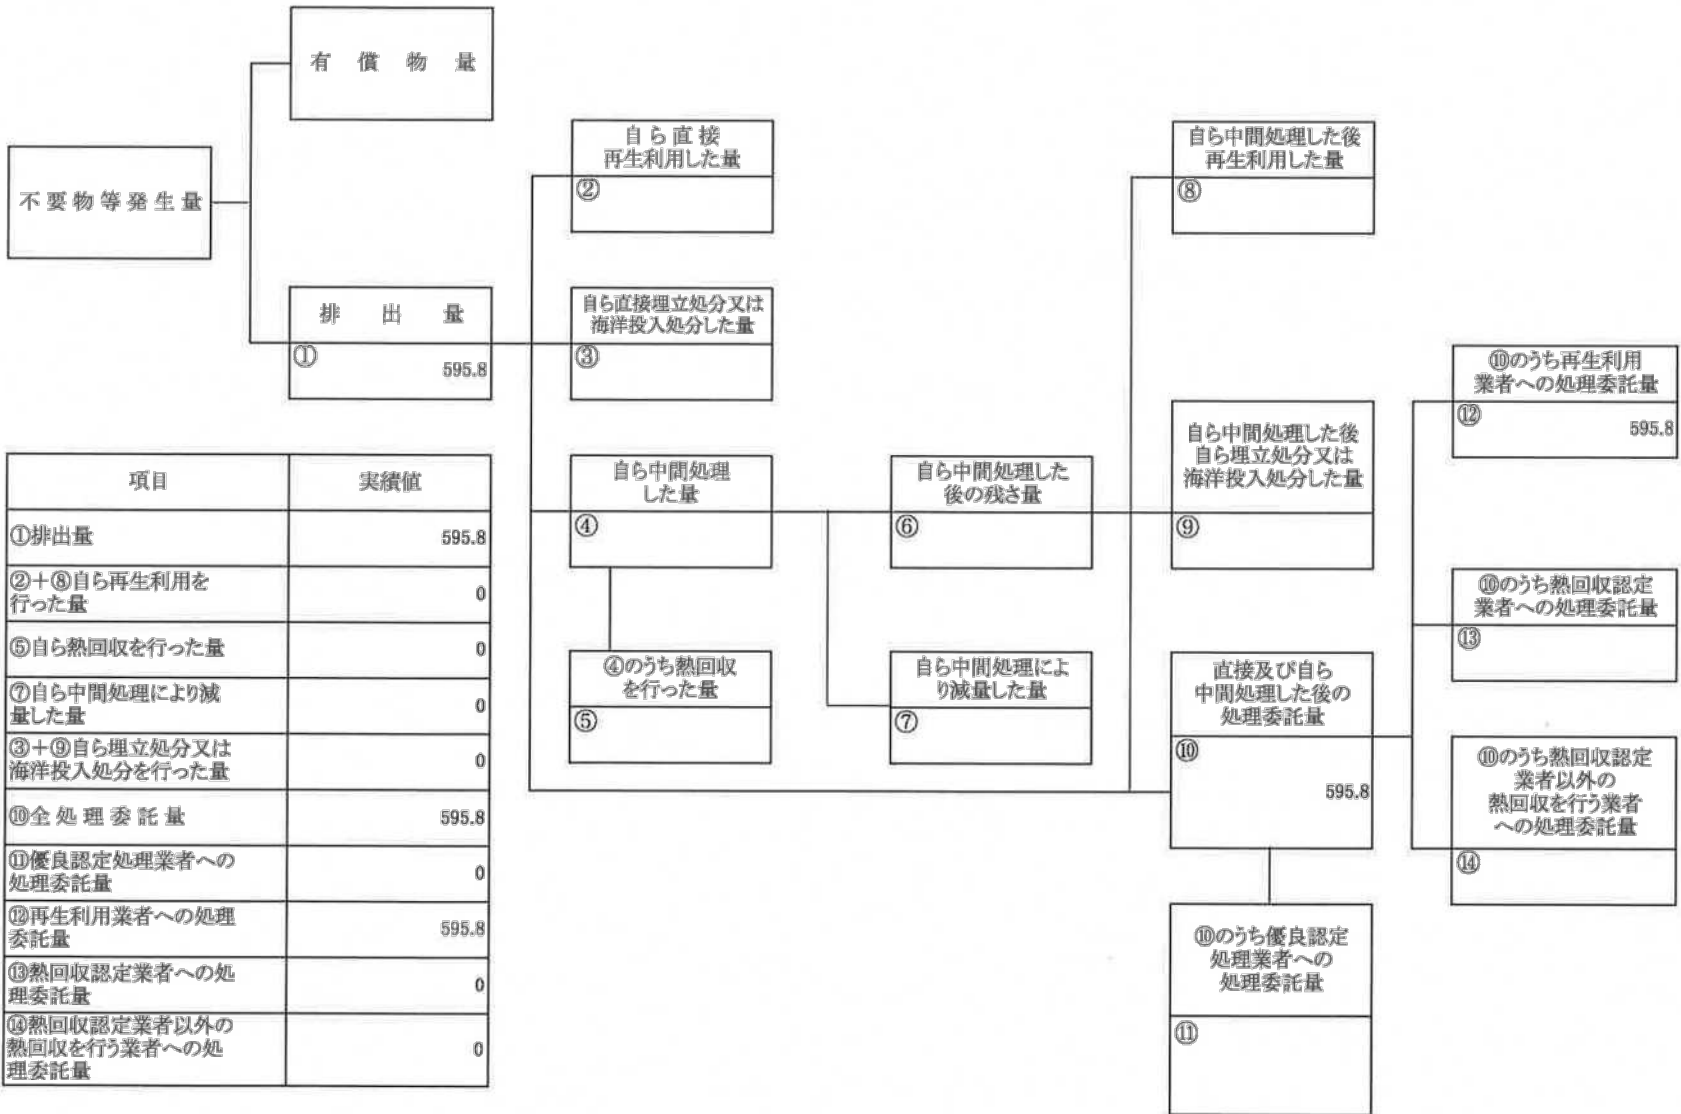 有償物量
不要物等発生量
排出量
①
595.8
自ら直接
再生利用した量
②
自ら直接埋立処分又は
海洋投入処分した量
③
自ら中間処理
した量
④
④のうち熱回収
を行った量
⑤
自ら中間処理した
後の残さ量
⑥
自ら中間処理によ
り減量した量
⑦
自ら中間処理した後
再生利用した量
⑧
自ら中間処理した後
自ら埋立処分又は
海洋投入処分した量
⑨
直接及び自ら
中間処理した後の
処理委託量
⑩
595.8
⑩のうち優良認定
処理業者への
処理委託量
⑪
⑩のうち再生利用
業者への処理委託量
⑫
595.8
⑩のうち熱回収認定
業者への処理委託量
⑬
⑩のうち熱回収認定
業者以外の
熱回収を行う業者
への処理委託量
⑭
項目 実績値
①排出量 595.8
②+⑧自ら再生利用を
行った量 0
⑤自ら熱回収を行った量 0
⑦自ら中間処理により減
量した量 0
③+⑨自ら埋立処分又は
海洋投入処分を行った量 0
⑩全処理委託量 595.8
⑪優良認定処理業者への
処理委託量 0
⑫再生利用業者への処理
委託量 595.8
⑬熱回収認定業者への処
理委託量 0
⑭熱回収認定業者以外の
熱回収を行う業者への処
理委託量 0